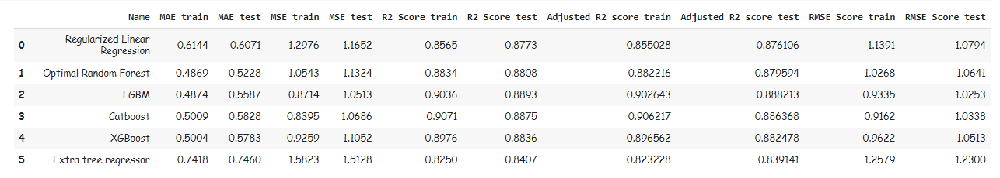 Name MAE_train MAE_test MSE_train MSE_test R2_Score_train R2_Score_test Adjusted_R2_score_train Adjusted_R2_score_test RMSE_Score_train RMSE_Score_test
0 Regularized Linear Regression 0.6144 0.6071 1.2976 1.1652 0.8565 0.8773 0.855028 0.876106 1.1391 1.0794
1 Optimal Random Forest 0.4869 0.5228 1.0543 1.1324 0.8834 0.8808 0.882216 0.879594 1.0268 1.0641
2 LGBM 0.4874 0.5587 0.8714 1.0513 0.9036 0.8893 0.902643 0.888213 0.9335 1.0253
3 Catboost 0.5009 0.5828 0.8395 1.0686 0.9071 0.8875 0.906217 0.886368 0.9162 1.0338
4 XGBoost 0.5004 0.5783 0.9259 1.1052 0.8976 0.8836 0.896562 0.882478 0.9622 1.0513
5 Extra tree regressor 0.7418 0.7460 1.5823 1.5128 0.8250 0.8407 0.823228 0.839141 1.2579 1.2300